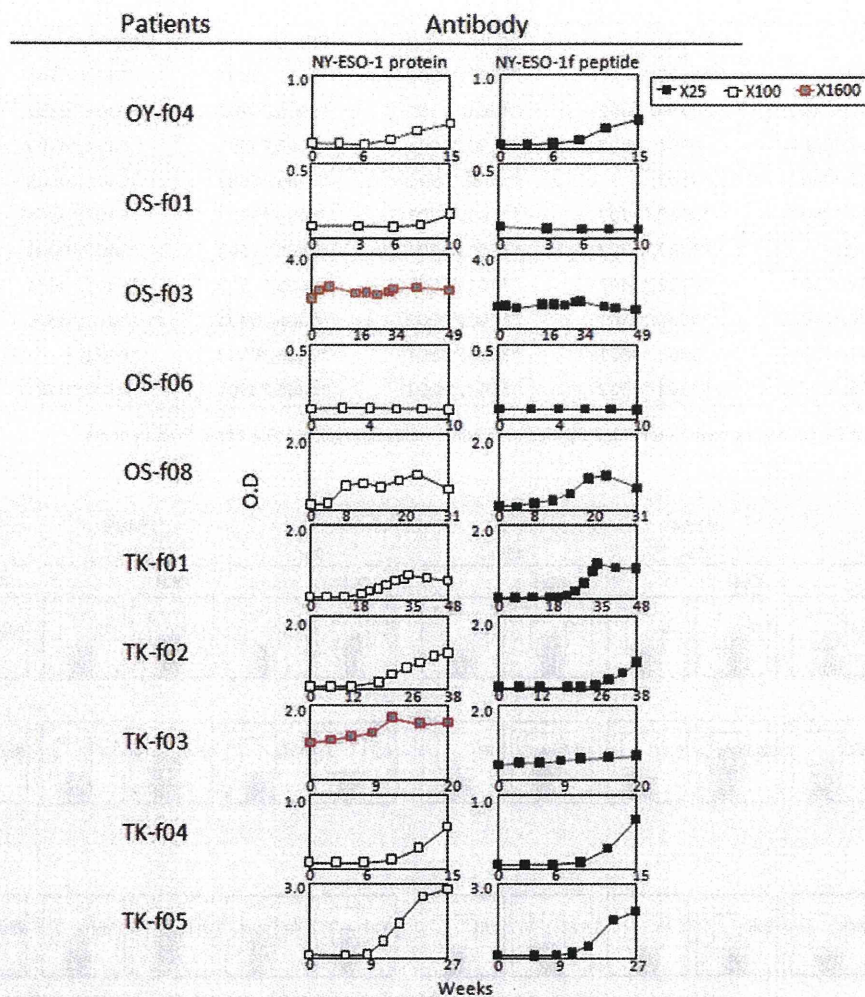 Patients Antibody
NY-ESO-1 protein NY-ESO-1f peptide
X25 X100 X1600
OY-f04
1.0
0 6 15
1.0
0 6 15
OS-f01
0.5
0 3 6 10
0.5
0 3 6 10
OS-f03
4.0
0 16 34 49
4.0
0 16 34 49
OS-f06
0.5
0 4 10
0.5
0 4 10
OS-f08
O.D
2.0
0 8 20 31
2.0
0 8 20 31
TK-f01
2.0
0 18 35 48
2.0
0 18 35 48
TK-f02
2.0
0 12 26 38
2.0
0 12 26 38
TK-f03
2.0
0 9 20
2.0
0 9 20
TK-f04
1.0
0 6 15
1.0
0 6 15
TK-f05
3.0
0 9 27
3.0
0 9 27
Weeks